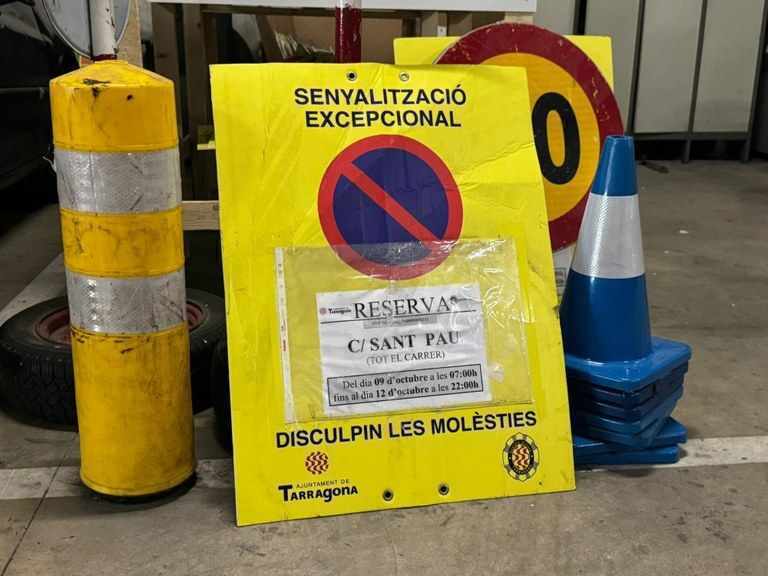 SENYALITZACIÓ
EXCEPCIONAL
0
Tarragona
RESERVA
C/ SANT PAU
(TOT EL CARRER)
Del dia 09 d'octubre a les 07:00h
fins al dia 12 d'octubre a les 22:00h
DISCULPIN LES MOLÈSTIES
AJUNTAMENT DE
TARRAGONA